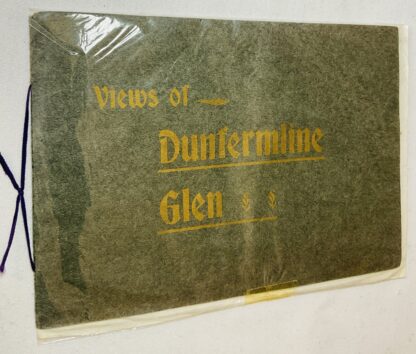 Views of
Dunfermline
Glen